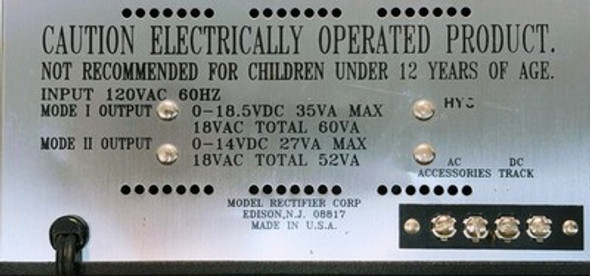 CAUTION ELECTRICALLY OPERATED PRODUCT.
NOT RECOMMENDED FOR CHILDREN UNDER 12 YEARS OF AGE.
INPUT 120VAC 60HZ
MODE I OUTPUT 0-18.5VDC 35VA MAX
18VAC TOTAL 60VA
MODE II OUTPUT 0-14VDC 27VA MAX
18VAC TOTAL 52VA
AC DC
ACCESSORIES TRACK
MODEL RECTIFIER CORP
EDISON,N.J. 08817
MADE IN U.S.A.